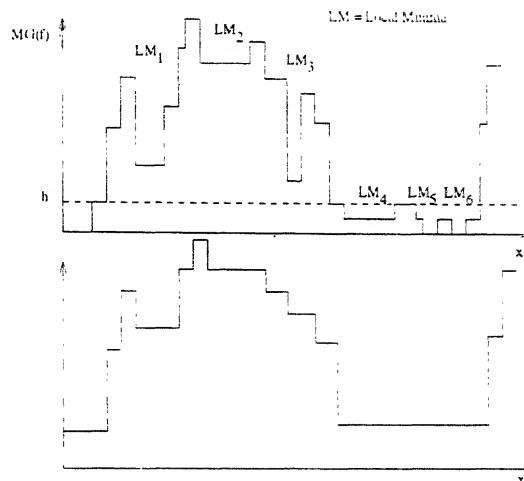 LM = Local Minima
MG(f)
LM1
LM2
LM3
h
LM4
LM5
LM6
x
x